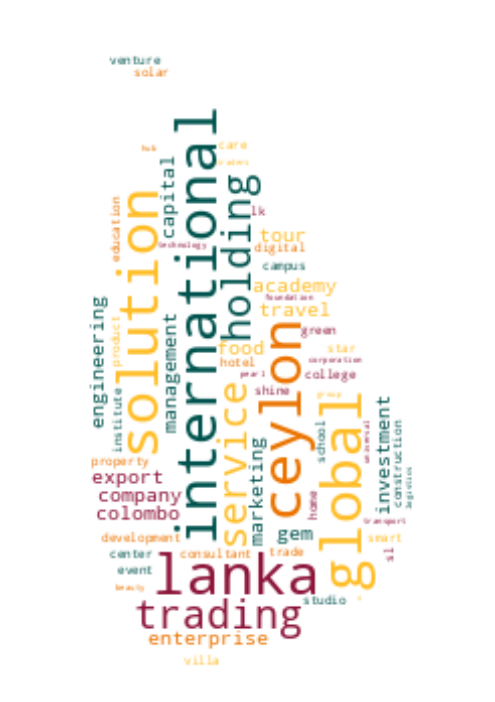 venture
solar
international
hub
care
traders
capital
holding
education
solution
lk
technology
tour
digital
campus
academy
foundation
travel
engineering
product
management
ceylon
green
food
star
hotel
corporation
pearl
college
institute
service
shine
group
global
investment
marketing
school
universal
construction
property
export
logistics
company
home
colombo
transport
gem
development
smart
center
consultant
trade
sl
event
lanka
beauty
trading
studio
enterprise
villa